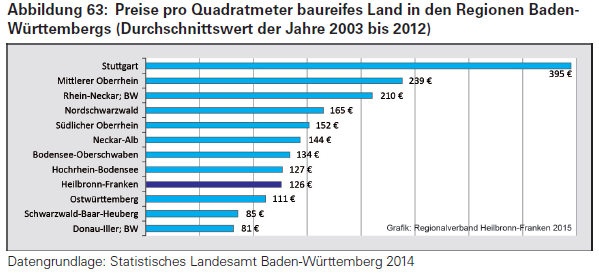 Abbildung 63: Preise pro Quadratmeter baureifes Land in den Regionen Baden-
Württembergs (Durchschnittswert der Jahre 2003 bis 2012)
Stuttgart 395 €
Mittlerer Oberrhein 239 €
Rhein-Neckar; BW 210 €
Nordschwarzwald 165 €
Südlicher Oberrhein 152 €
Neckar-Alb 144 €
Bodensee-Oberschwaben 134 €
Hochrhein-Bodensee 127 €
Heilbronn-Franken 126 €
Ostwürttemberg 111 €
Schwarzwald-Baar-Heuberg 85 €
Donau-Iller; BW 81 €
Grafik: Regionalverband Heilbronn-Franken 2015
Datengrundlage: Statistisches Landesamt Baden-Württemberg 2014